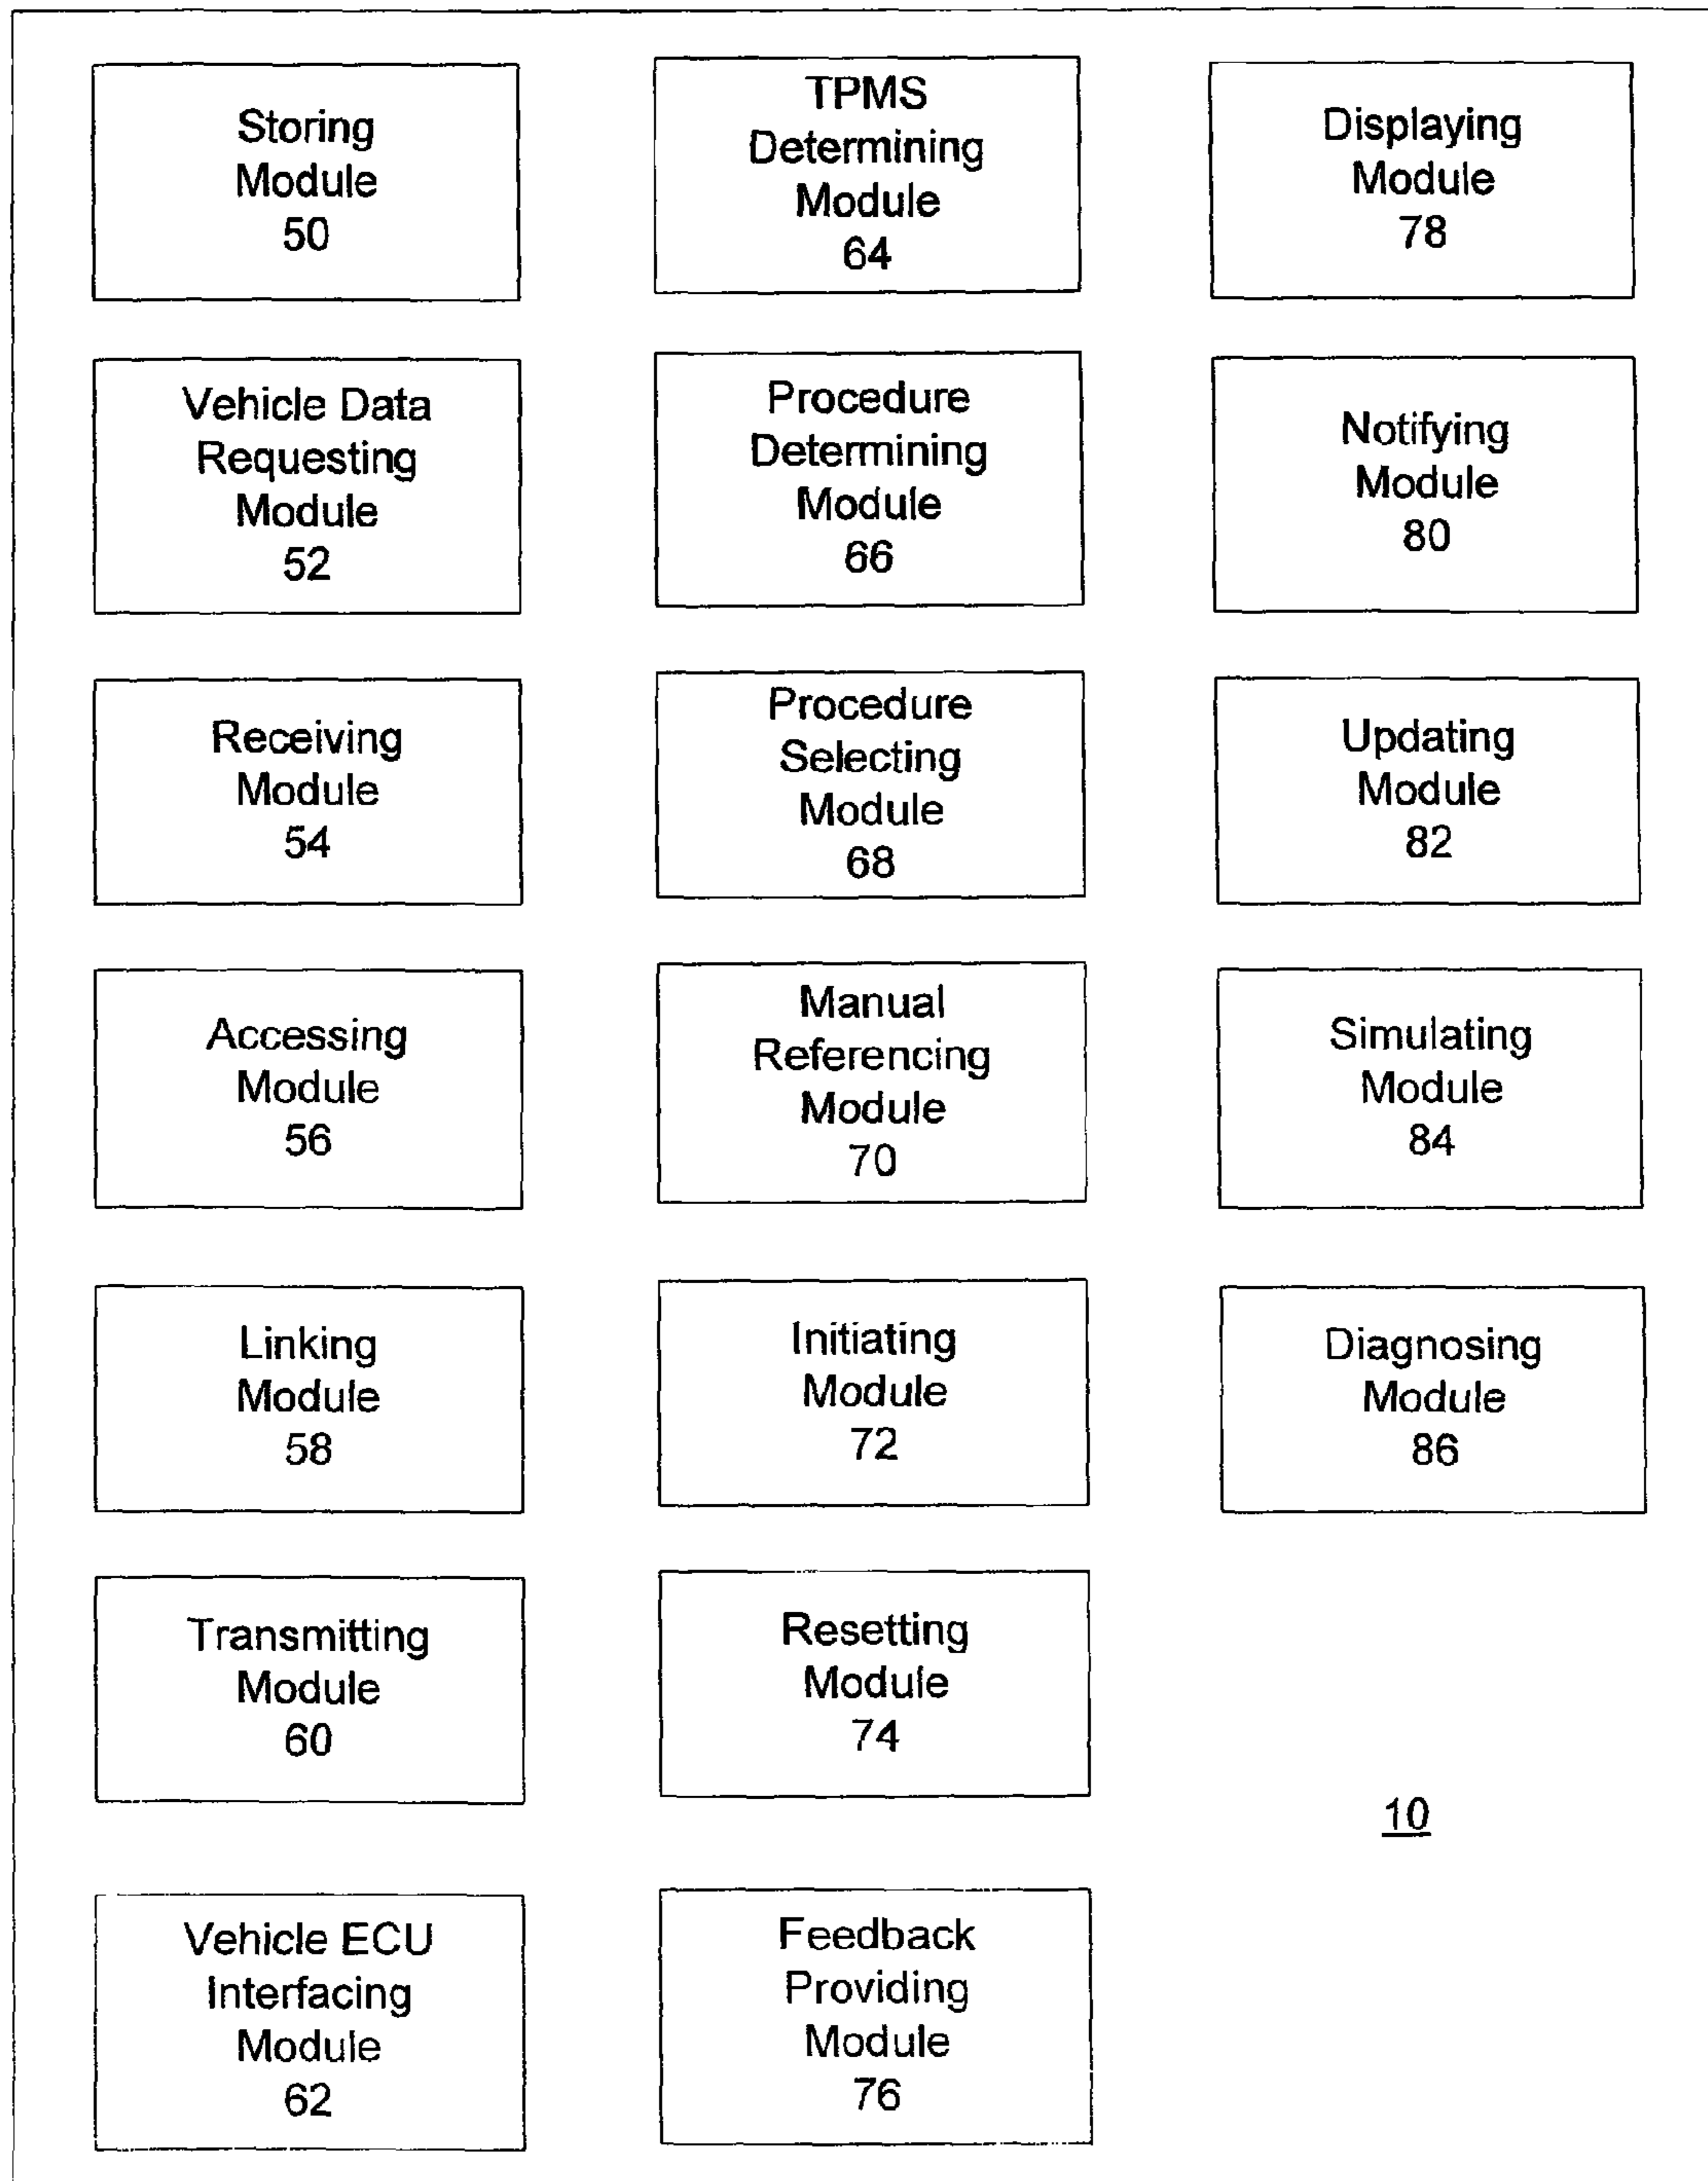 Storing
Module
50
Vehicle Data
Requesting
Module
52
Receiving
Module
54
Accessing
Module
56
Linking
Module
58
Transmitting
Module
60
Vehicle ECU
Interfacing
Module
62
TPMS
Determining
Module
64
Procedure
Determining
Module
66
Procedure
Selecting
Module
68
Manual
Referencing
Module
70
Initiating
Module
72
Resetting
Module
74
Feedback
Providing
Module
76
Displaying
Module
78
Notifying
Module
80
Updating
Module
82
Simulating
Module
84
Diagnosing
Module
86
10